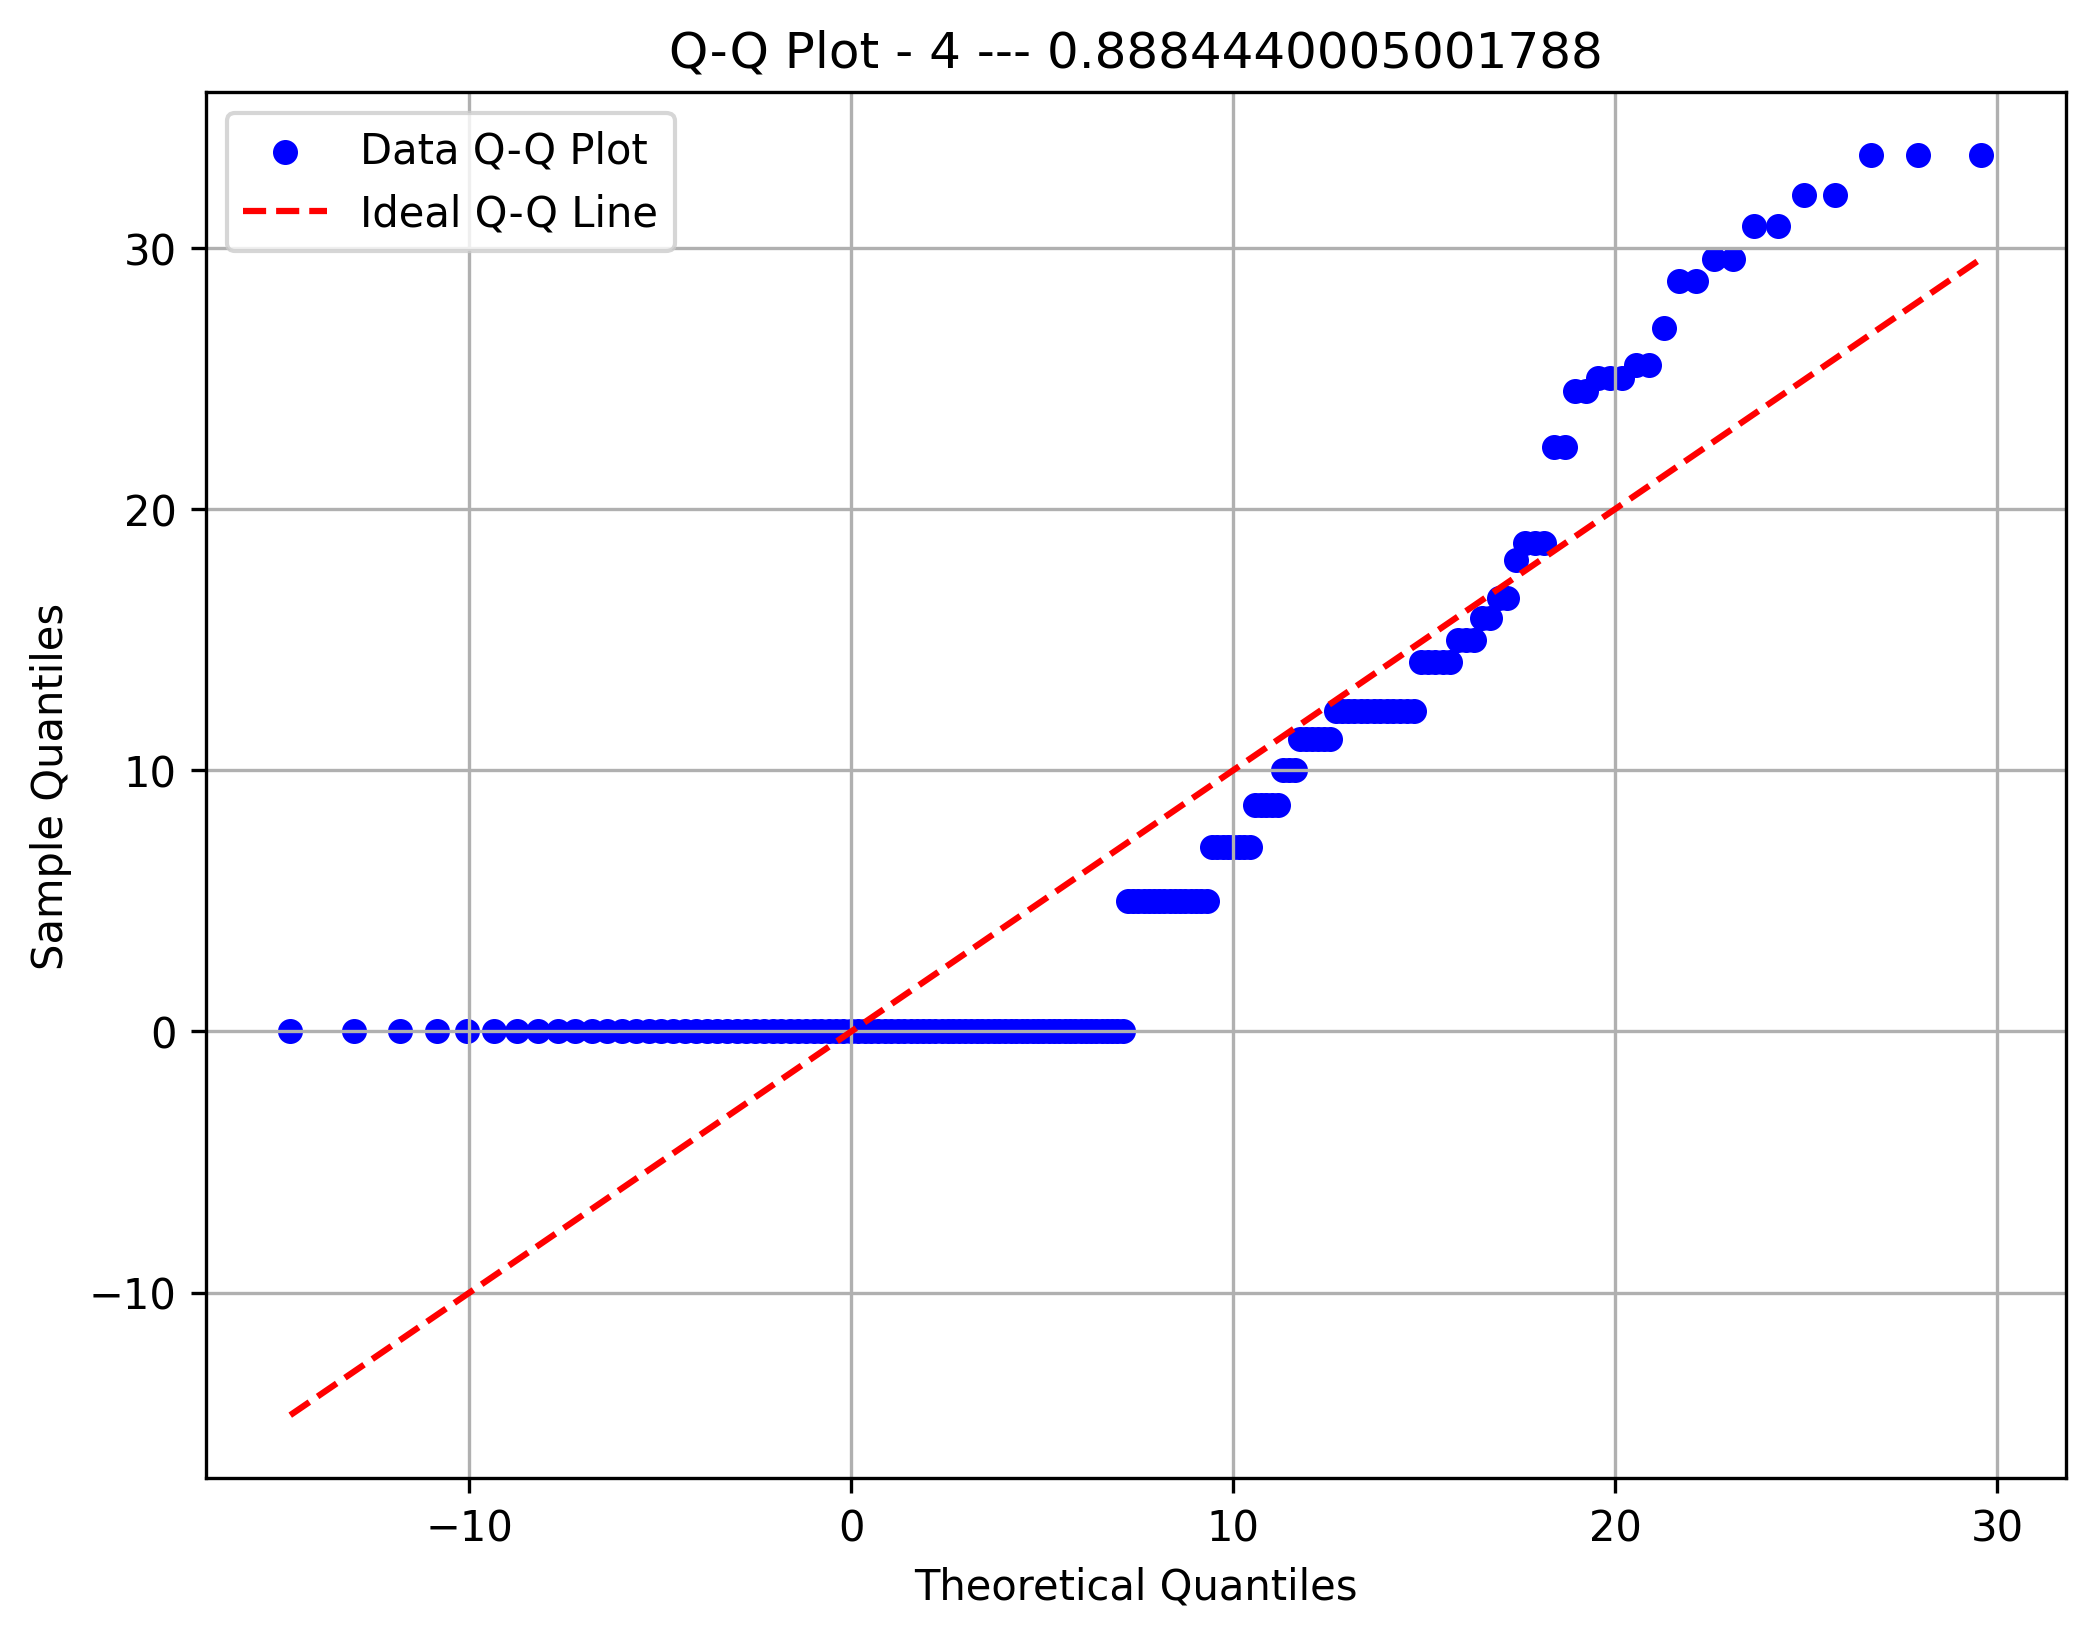 Q-Q Plot - 4 --- 0.8884440005001788
Data Q-Q Plot
Ideal Q-Q Line
30
20
10
0
−10
Sample Quantiles
−10 0 10 20 30
Theoretical Quantiles